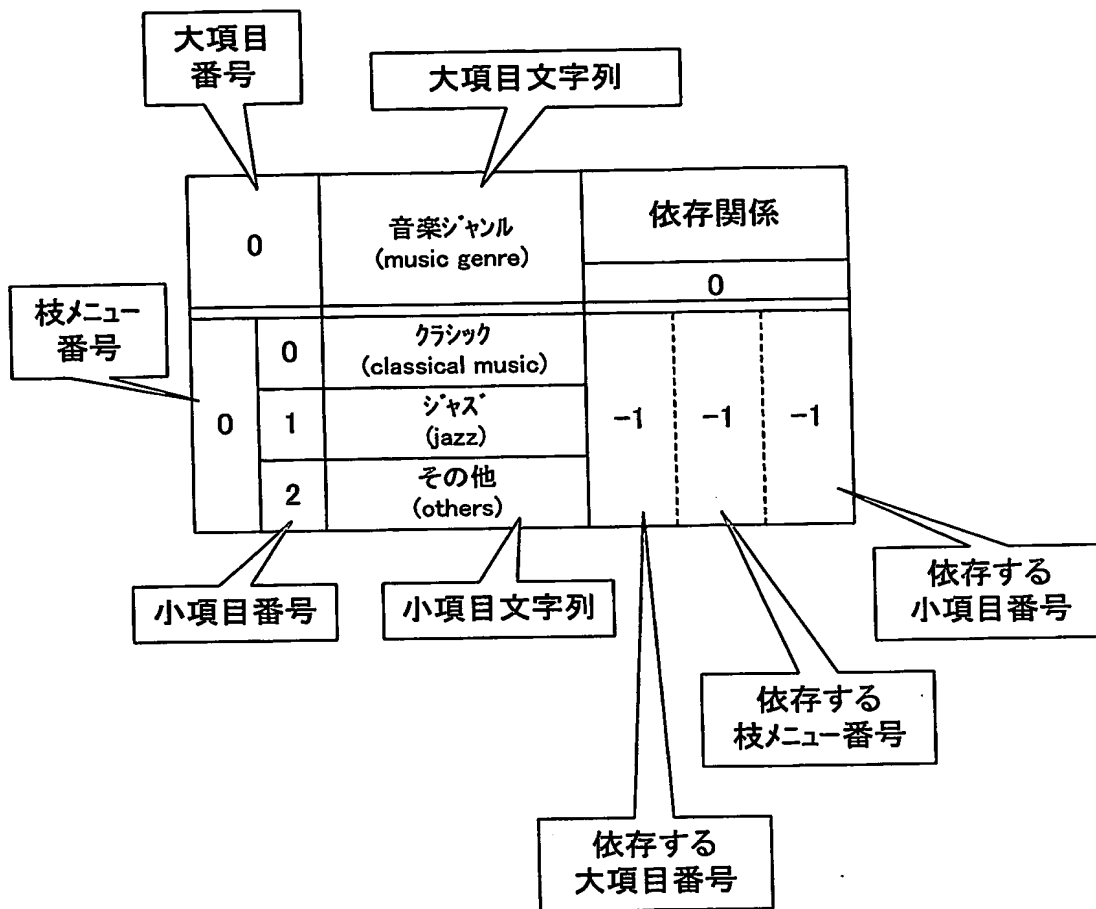 大項目
番号
大項目文字列
0
音楽ジャンル
(music genre)
依存関係
0
枝メニュー
番号
0
0
クラシック
(classical music)
1
ジャズ
(jazz)
2
その他
(others)
-1
-1
-1
小項目番号
小項目文字列
依存する
小項目番号
依存する
枝メニュー番号
依存する
大項目番号